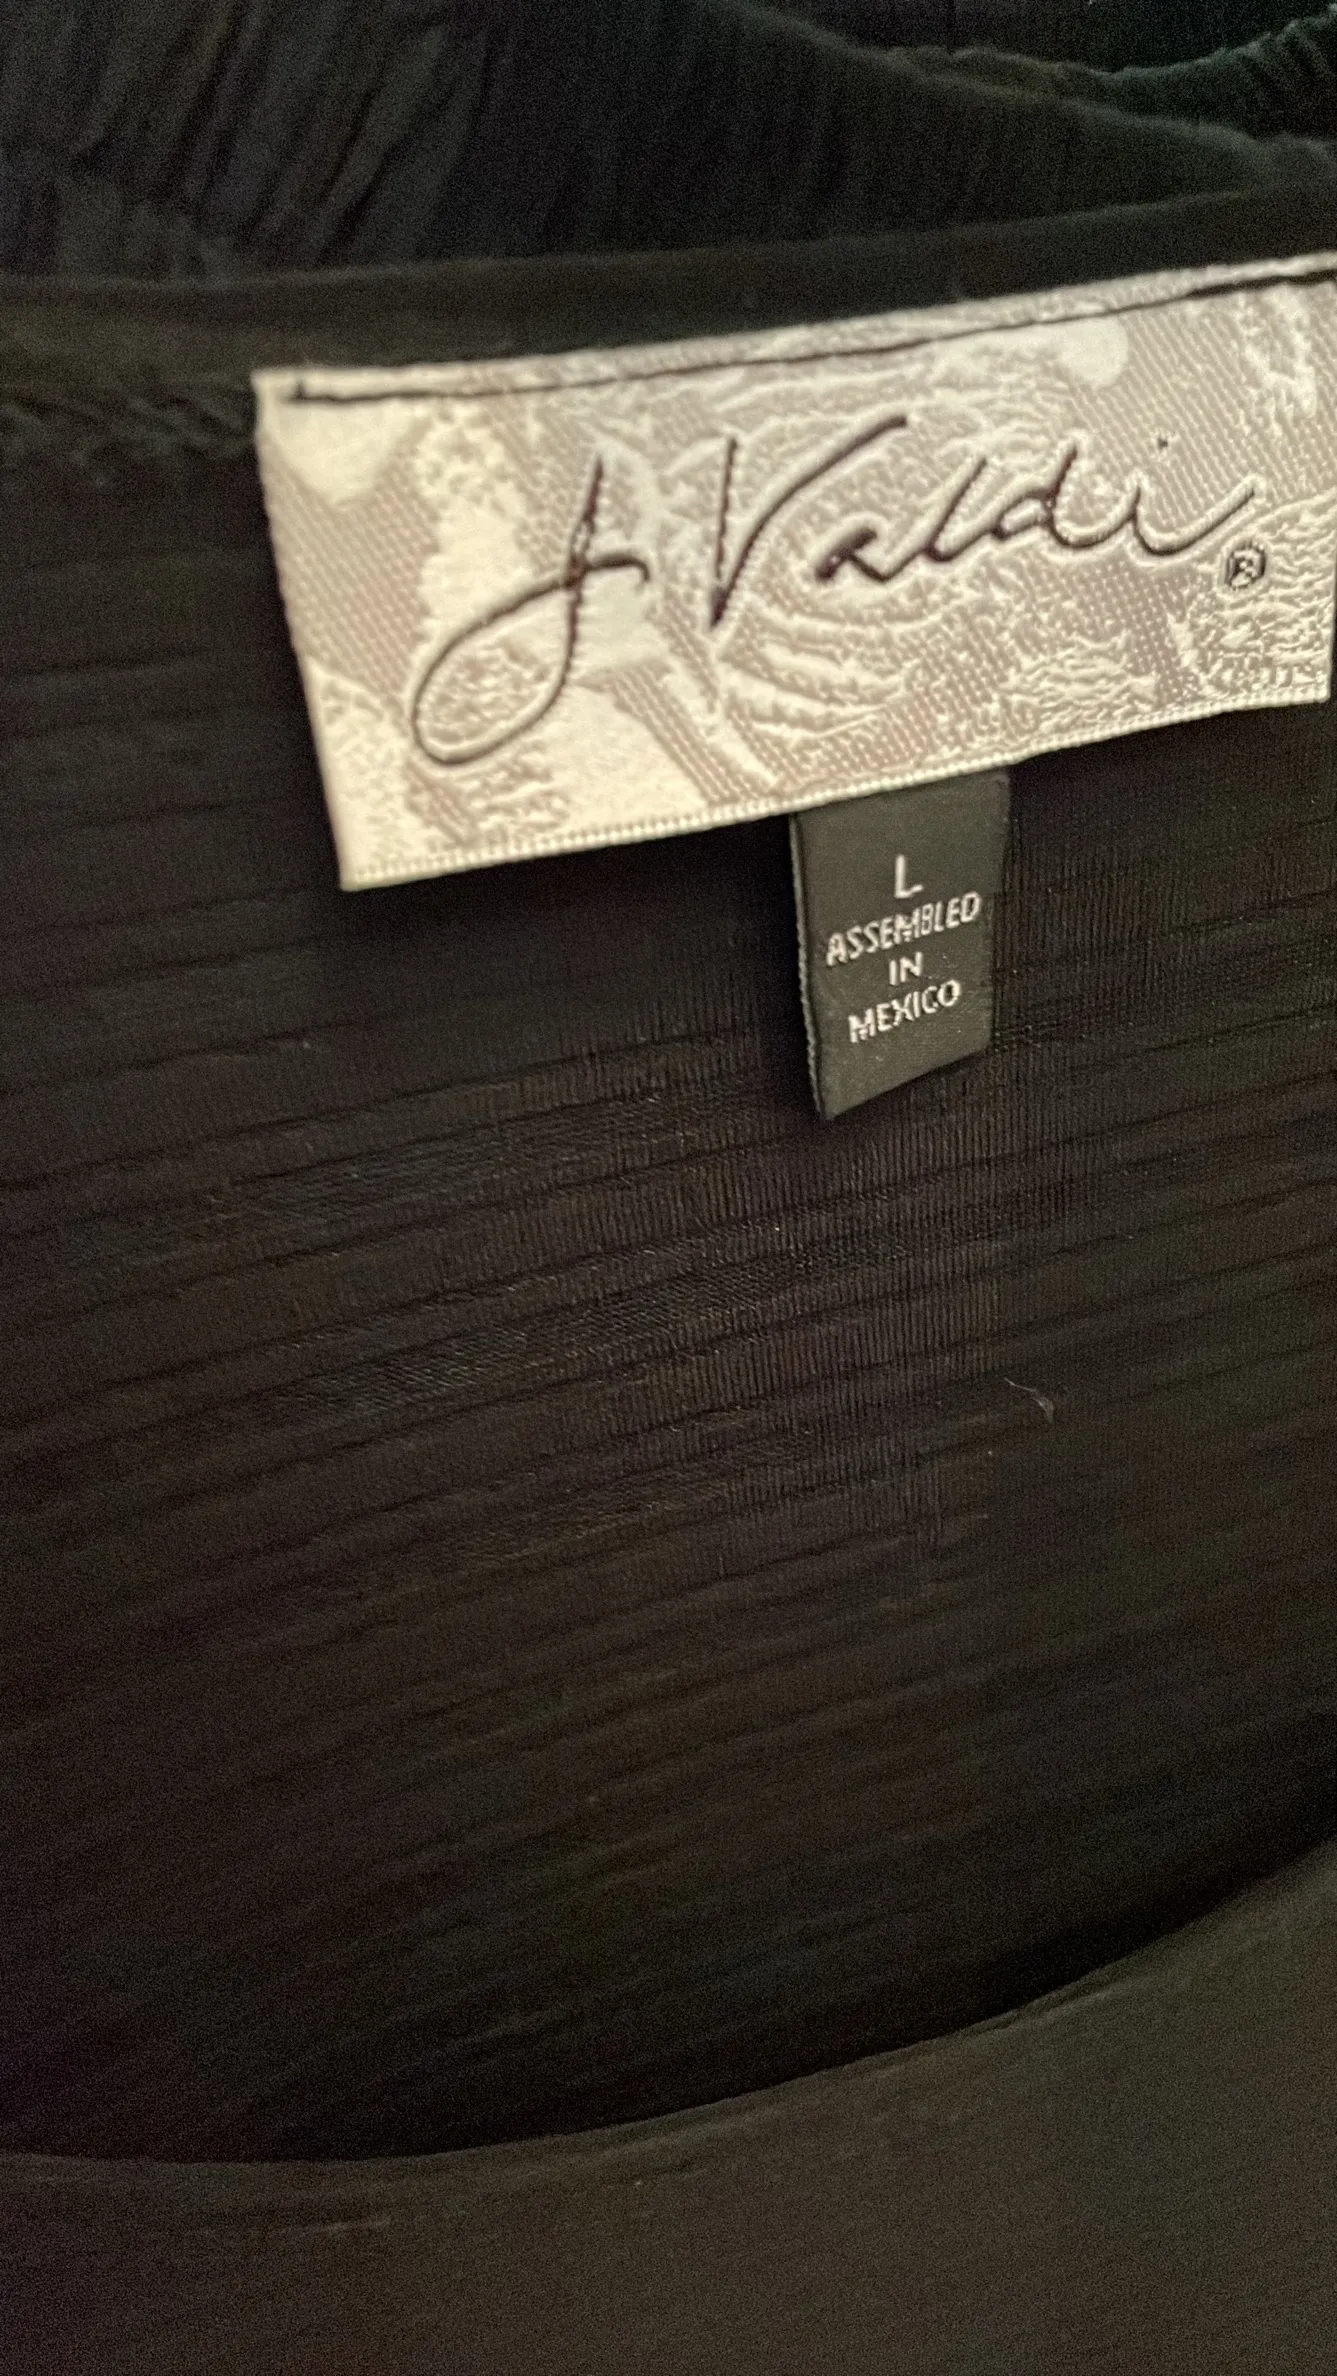 J Valdi ®
L
ASSEMBLED
IN
MEXICO